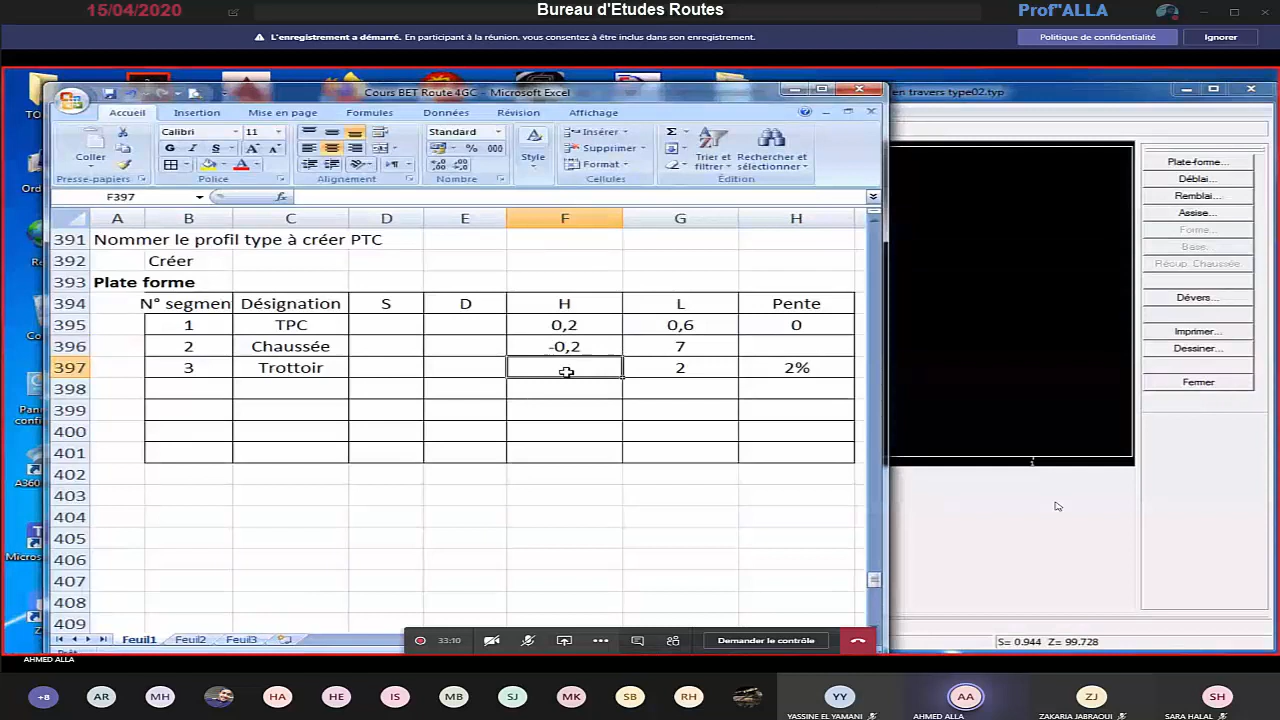 15/04/2020
Bureau d'Etudes Routes
Prof"ALLA
L'enregistrement a démarré. En participant à la réunion, vous consentez à être inclus dans son enregistrement.
Politique de confidentialité
Ignorer
Cours BET Route 4GC - Microsoft Excel
en travers type02.typ
Accueil
Insertion
Mise en page
Formules
Données
Révision
Affichage
Coller
Calibri
11
G I S
Standard
% 000
Style
Insérer
Supprimer
Format
Trier et filtrer
Rechercher et sélectionner
Presse-papiers
Police
Alignement
Nombre
Cellules
Édition
F397
fx
A B C D E F G H
391 Nommer le profil type à créer PTC
392 Créer
393 Plate forme
394 N° segmen Désignation S D H L Pente
395 1 TPC 0,2 0,6 0
396 2 Chaussée -0,2 7
397 3 Trottoir 2 2%
398
399
400
401
402
403
404
405
406
407
408
409
Feuil1
Feuil2
Feuil3
Plate-forme...
Déblai...
Remblai...
Assise...
Forme...
Base...
Récup. Chaussée...
Dévers...
Imprimer...
Dessiner...
Fermer
S= 0.944 Z= 99.728
33:10
Demander le contrôle
AHMED ALLA
+8
AR
MH
HA
HE
IS
MB
SJ
MK
SB
RH
YY
YASSINE EL YAMANI
AA
AHMED ALLA
ZJ
ZAKARIA JABRAOUI
SH
SARA HALAL